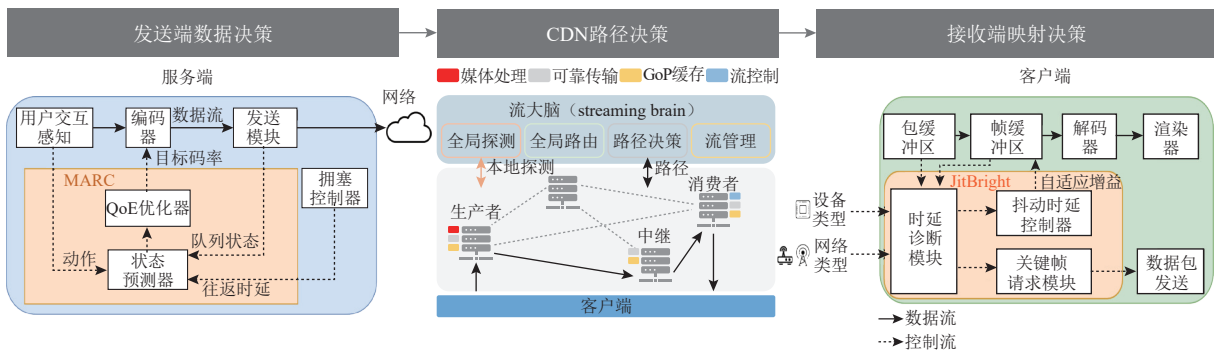 发送端数据决策
CDN路径决策
接收端映射决策
服务端
用户交互
感知
编码
器
数据流
发送
模块
网络
目标码率
MARC
拥塞
控制器
QoE优化器
队列状态
动作
状态
预测器
往返时延
媒体处理
可靠传输
GoP缓存
流控制
流大脑（streaming brain）
全局探测
全局路由
路径决策
流管理
本地探测
路径
消费者
生产者
中继
客户端
客户端
包缓
冲区
帧缓
冲区
解码
器
渲染
器
JitBright
自适应增益
设备
类型
时延
诊断
模块
抖动时延
控制器
网络
类型
关键帧
请求模块
数据包
发送
数据流
控制流